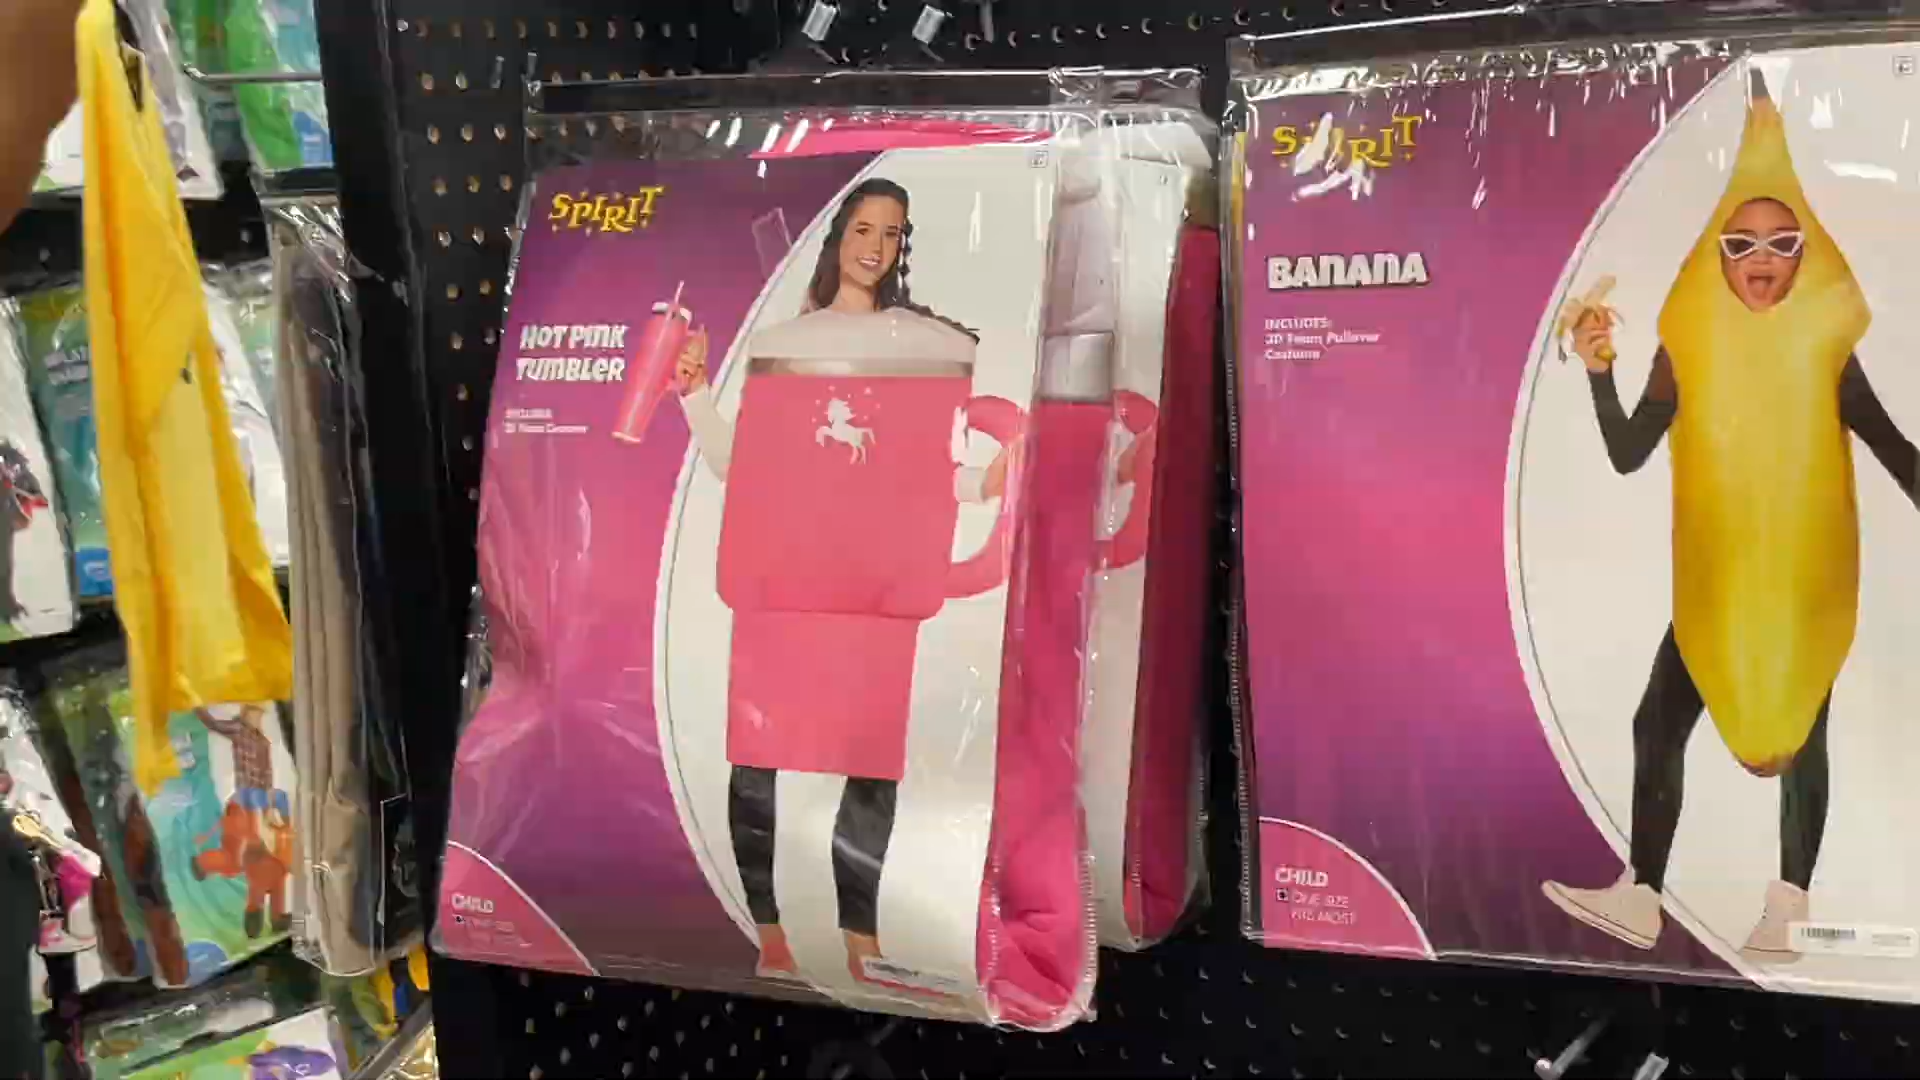 SPIRIT
HOT PINK
TUMBLER
CHILD
SPIRIT
BANANA
INCLUDES:
3D Foam Pullover
Costume
CHILD
ONE SIZE
FITS MOST